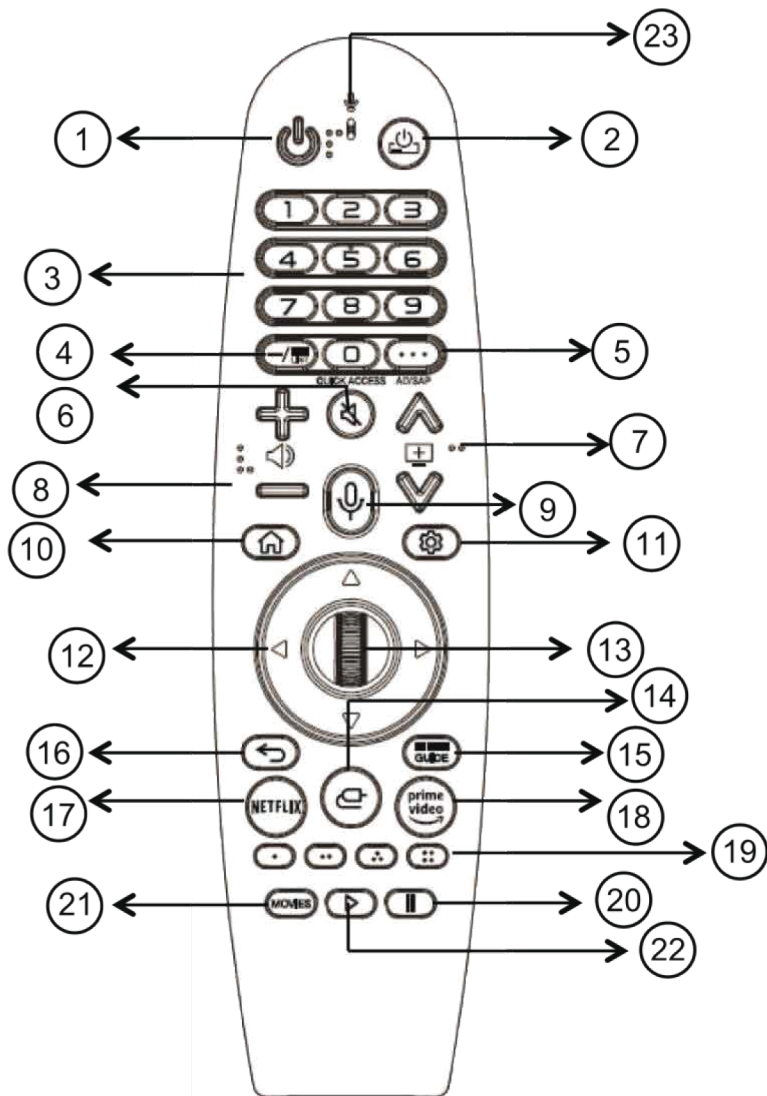 23
1
2
1 2 3
3
4 5 6
7 8 9
4
–/
0
...
5
QUICK ACCESS AD/SAP
6
7
8
9
10
11
12
13
14
16
GUIDE
15
17
NETFLIX
prime
video
18
19
21
MOVIES
20
22